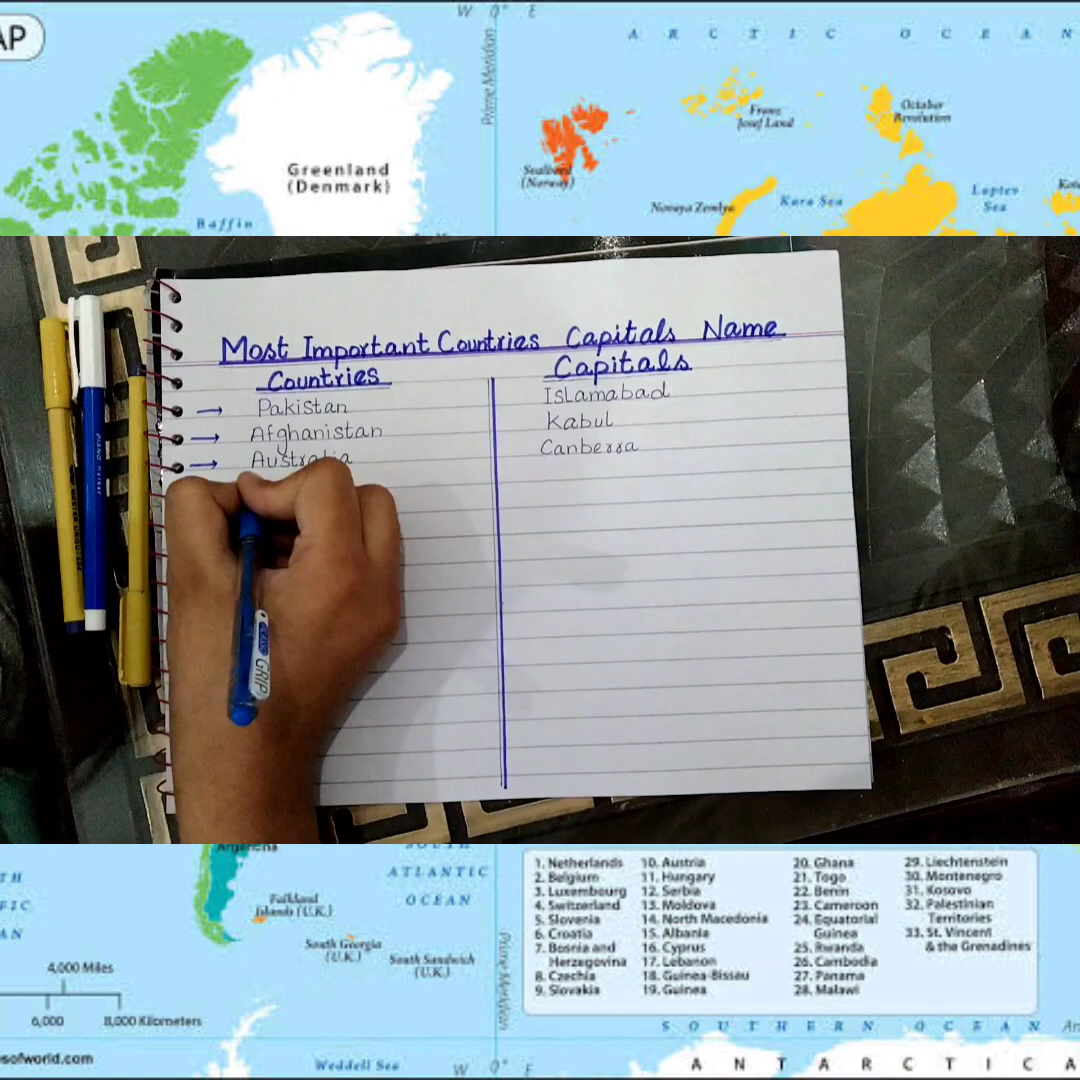 AP
W 0° E
Prime Meridian
A R C T I C O C E A N
Greenland
(Denmark)
Baffin
Svalbard
(Norway)
Franz
Josef Land
October
Revolution
Novaya Zemlya
Kara Sea
Laptev
Sea
Most Important Countries Capitals Name
Countries Capitals
→ Pakistan Islamabad
→ Afghanistan Kabul
→ Australia Canberra
GRIP
Argentina
SOUTH
ATLANTIC
OCEAN
Falkland
Islands (U.K.)
South Georgia
(U.K.)
South Sandwich
(U.K.)
Prime Meridian
4,000 Miles
6,000 8,000 Kilometers
esofworld.com
Weddell Sea
W 0° E
1. Netherlands
2. Belgium
3. Luxembourg
4. Switzerland
5. Slovenia
6. Croatia
7. Bosnia and
Herzegovina
8. Czechia
9. Slovakia
10. Austria
11. Hungary
12. Serbia
13. Moldova
14. North Macedonia
15. Albania
16. Cyprus
17. Lebanon
18. Guinea-Bissau
19. Guinea
20. Ghana
21. Togo
22. Benin
23. Cameroon
24. Equatorial
Guinea
25. Rwanda
26. Cambodia
27. Panama
28. Malawi
29. Liechtenstein
30. Montenegro
31. Kosovo
32. Palestinian
Territories
33. St. Vincent
& the Grenadines
S O U T H E R N O C E A N
A N T A R C T I C A